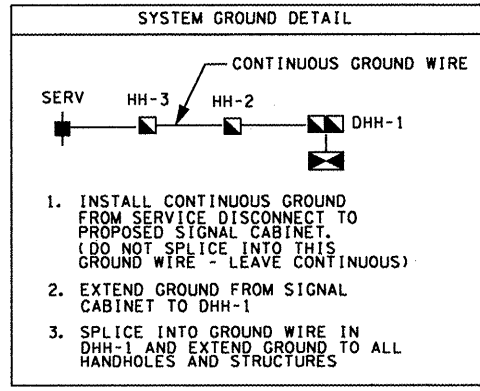 SYSTEM GROUND DETAIL
CONTINUOUS GROUND WIRE
SERV HH-3 HH-2 DHH-1
1. INSTALL CONTINUOUS GROUND
FROM SERVICE DISCONNECT TO
PROPOSED SIGNAL CABINET.
(DO NOT SPLICE INTO THIS
GROUND WIRE - LEAVE CONTINUOUS)
2. EXTEND GROUND FROM SIGNAL
CABINET TO DHH-1
3. SPLICE INTO GROUND WIRE IN
DHH-1 AND EXTEND GROUND TO ALL
HANDHOLES AND STRUCTURES